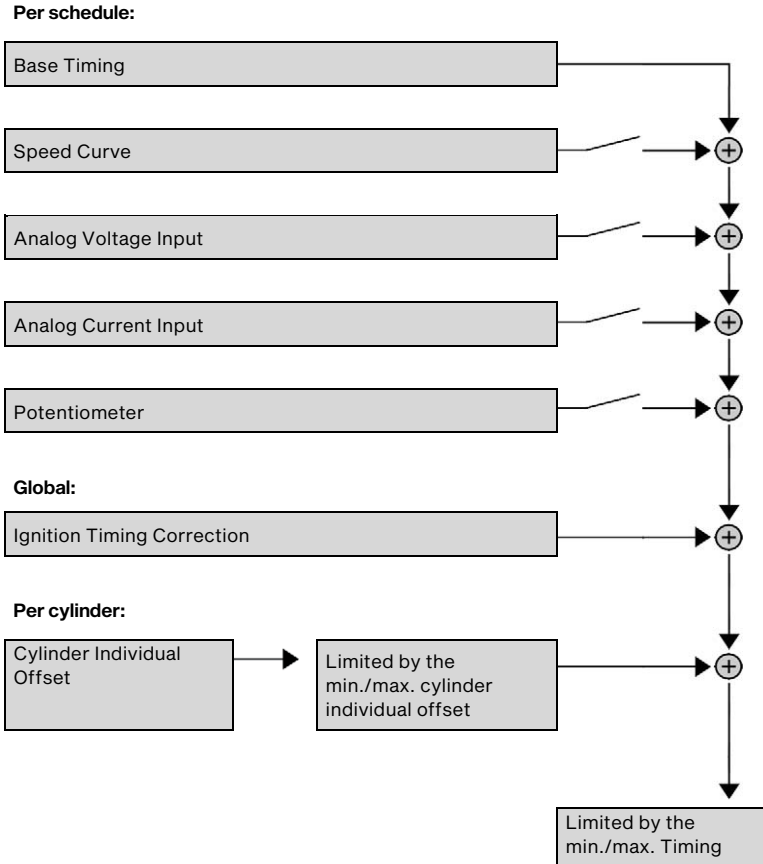 Per schedule:
Base Timing
Speed Curve
Analog Voltage Input
Analog Current Input
Potentiometer
Global:
Ignition Timing Correction
Per cylinder:
Cylinder Individual
Offset
Limited by the
min./max. cylinder
individual offset
Limited by the
min./max. Timing